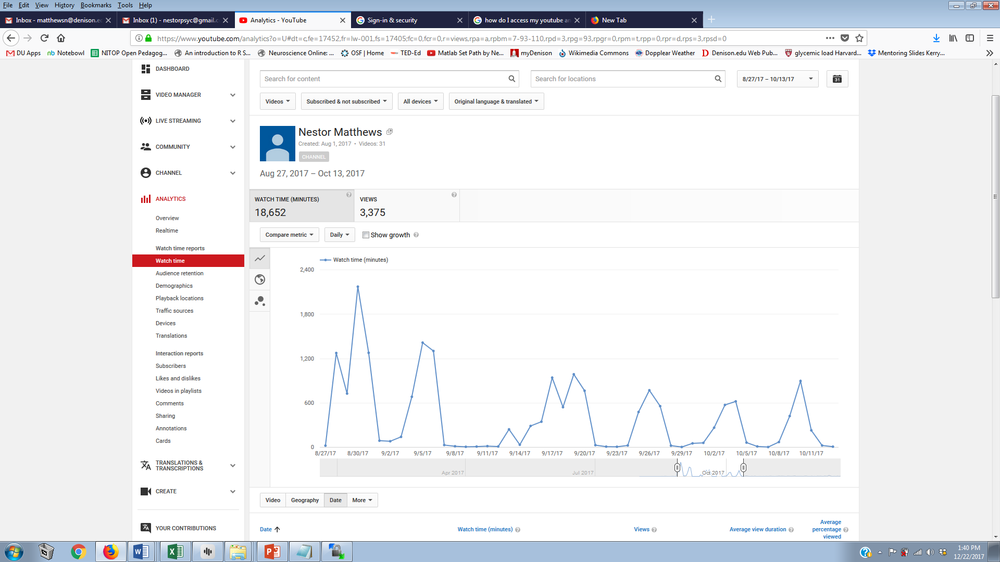 File Edit View History Bookmarks Tools Help
Inbox - matthewsn@denison.e
Inbox (1) - nestorpsyc@gmail.c
Analytics - YouTube
Sign-in & security
how do I access my youtube an
New Tab
https://www.youtube.com/analytics?o=U#dt=c,fe=17452,fr=lw-001,fs=17405;fc=0,fcr=0,r=views,rpa=a,rpbm=7-93-110,rpd=3,rpg=93,rpgr=0,rpm=t,rpp=0,rpr=d,rps=3,rpsd=0
DU Apps
nb Notebowl
NITOP Open Pedagog...
An introduction to R S...
Neuroscience Online: ...
OSF | Home
TED TED-Ed
Matlab Set Path by Ne...
myDenison
Wikimedia Commons
Dopplear Weather
D Denison.edu Web Pub...
glycemic load Harvard...
Mentoring Slides Kerry...
DASHBOARD
VIDEO MANAGER
LIVE STREAMING
COMMUNITY
CHANNEL
ANALYTICS
Overview
Realtime
Watch time reports
Watch time
Audience retention
Demographics
Playback locations
Traffic sources
Devices
Translations
Interaction reports
Subscribers
Likes and dislikes
Videos in playlists
Comments
Sharing
Annotations
Cards
TRANSLATIONS &
TRANSCRIPTIONS
CREATE
YOUR CONTRIBUTIONS
Search for content
Search for locations
8/27/17 – 10/13/17
31
Videos
Subscribed & not subscribed
All devices
Original language & translated
Nestor Matthews
Created: Aug 1, 2017 • Videos: 31
CHANNEL
Aug 27, 2017 – Oct 13, 2017
WATCH TIME (MINUTES)
18,652
VIEWS
3,375
Compare metric
Daily
Show growth
Watch time (minutes)
2,400
1,800
1,200
600
0
8/27/17 8/30/17 9/2/17 9/5/17 9/8/17 9/11/17 9/14/17 9/17/17 9/20/17 9/23/17 9/26/17 9/29/17 10/2/17 10/5/17 10/8/17 10/11/17
Apr 2017 Jul 2017 Oct 2017
Video Geography Date More
Date
Watch time (minutes)
Views
Average view duration
Average
percentage
viewed
1:40 PM
12/22/2017